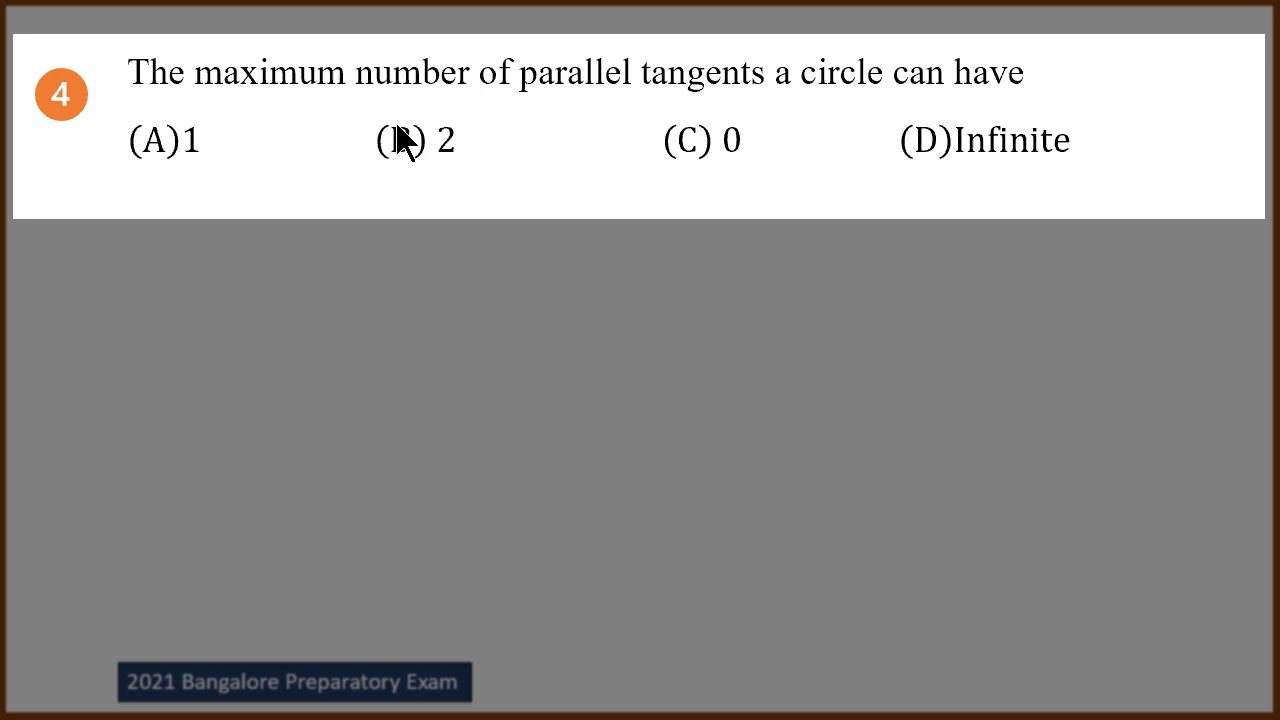 4
The maximum number of parallel tangents a circle can have
(A)1 (B) 2 (C) 0 (D)Infinite
2021 Bangalore Preparatory Exam